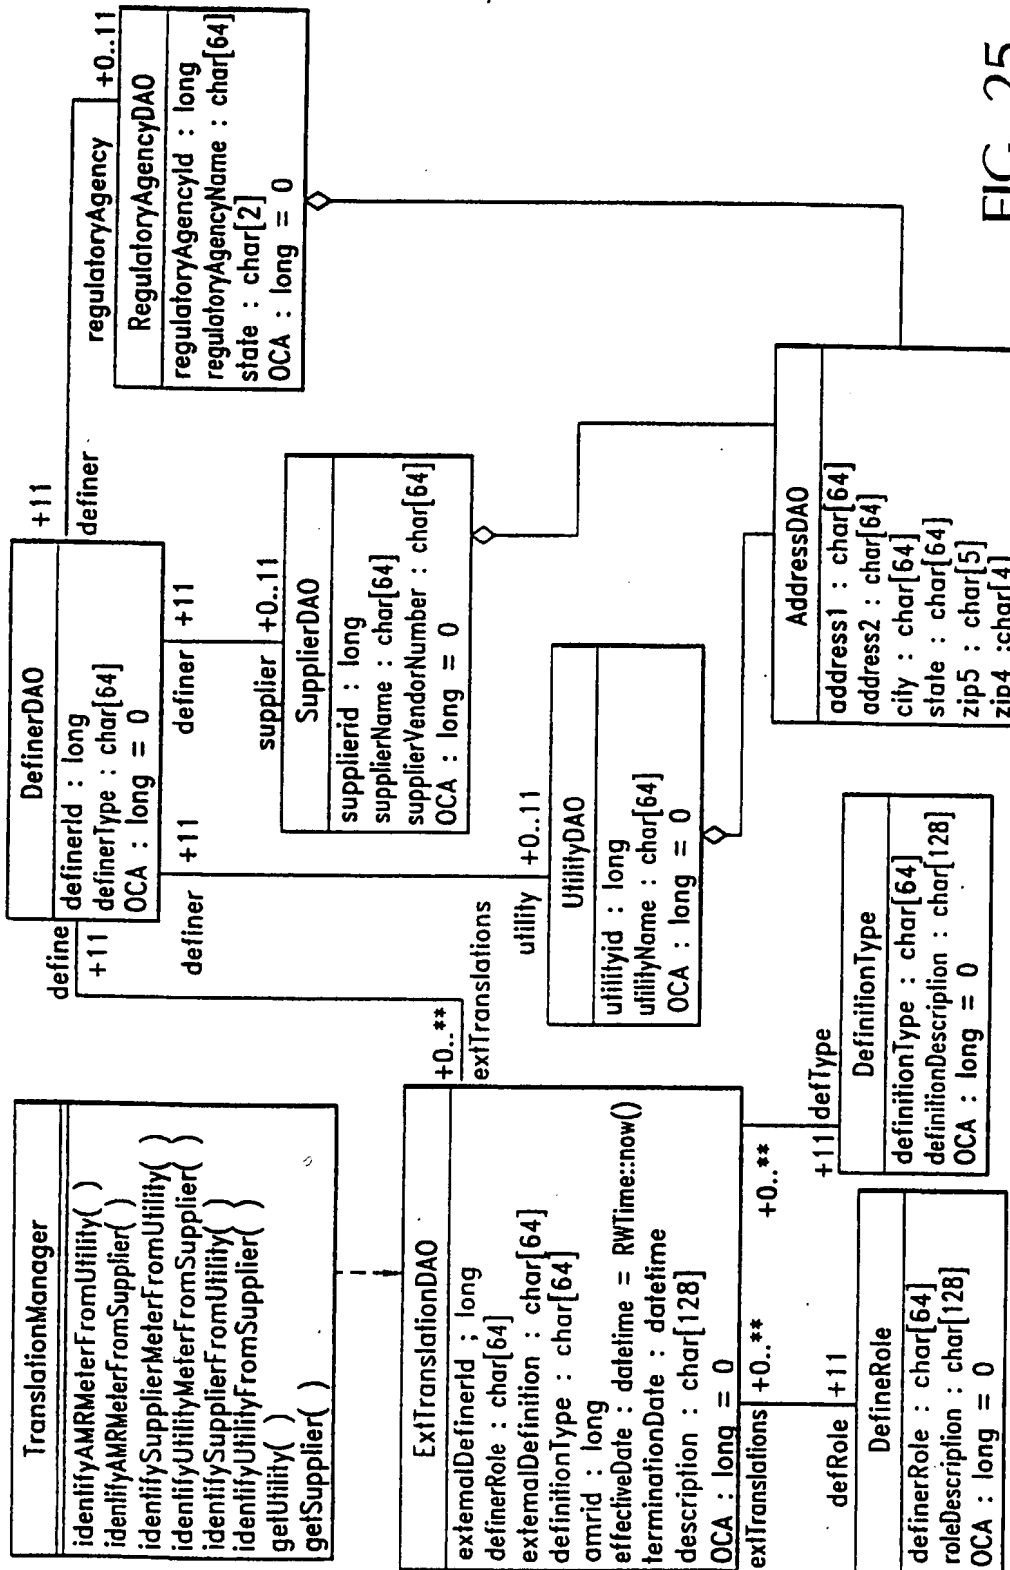 TranslationManager
identifyAMRMeterFromUtility( )
identifyAMRMeterFromSupplier( )
identifySupplierMeterFromUtility( )
identifyUtilityMeterFromSupplier( )
identifySupplierFromUtility( )
identifyUtilityFromSupplier( )
getUtility( )
getSupplier( )
define
+11
DefinerDAO
definerId : long
definerType : char[64]
OCA : long = 0
+11
definer
regulatoryAgency
+0..11
RegulatoryAgencyDAO
regulatoryAgencyId : long
regulatoryAgencyName : char[64]
state : char[2]
OCA : long = 0
definer
+11
definer
+11
supplier
+0..11
SupplierDAO
supplierId : long
supplierName : char[64]
supplierVendorNumber : char[64]
OCA : long = 0
+0..**
extTranslations
utility
+0..11
UtilityDAO
utilityid : long
utilityName : char[64]
OCA : long = 0
ExtTranslationDAO
externalDefinerId ; long
definerRole : char[64]
externalDefinition : char[64]
definitionType : char[64]
amrid : long
effectiveDate : datetime = RWTime::now()
terminationDate : datetime
description : char[128]
OCA : long = 0
extTranslations
+0..**
+0..**
defRole
+11
+11
defType
DefineRole
definerRole : char[64]
roleDescription : char[128]
OCA : long = 0
DefinitionType
definitionType : char[64]
definitionDescription : char[128]
OCA : long = 0
AddressDAO
address1 : char[64]
address2 : char[64]
city : char[64]
state : char[64]
zip5 : char[5]
zip4 :char[4]
FIG. 25